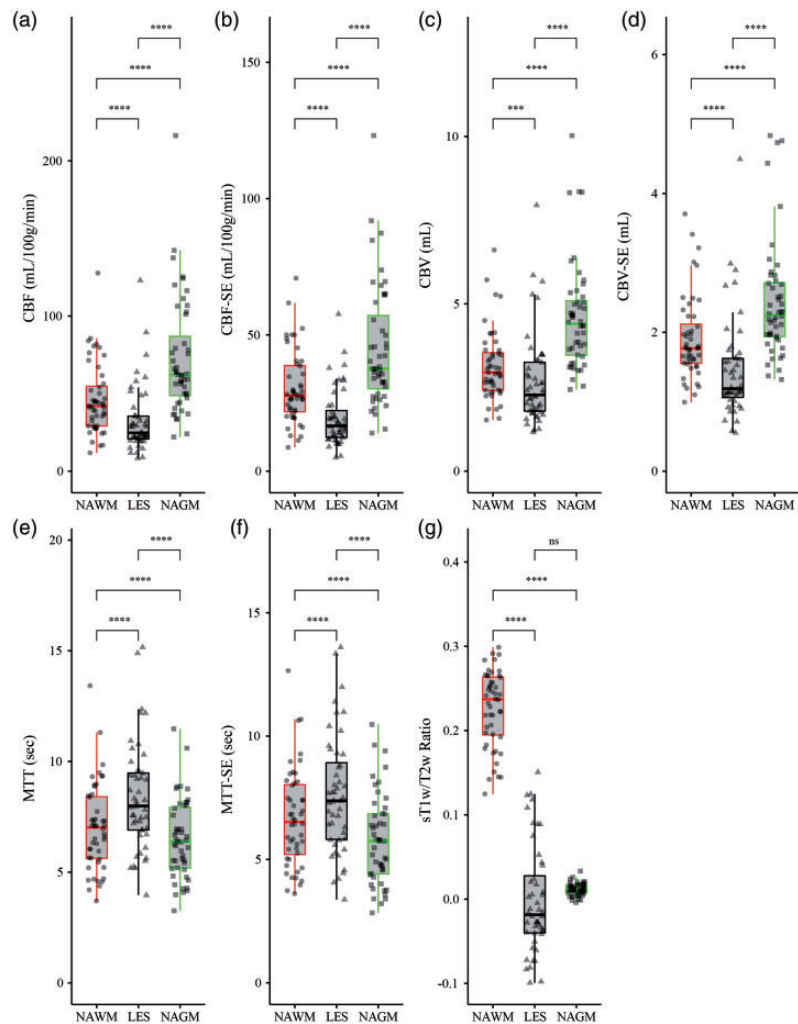 (a)
CBF (mL/100g/min)
200
100
0
****
****
****
NAWM LES NAGM
(b)
CBF-SE (mL/100g/min)
150
100
50
0
****
****
****
NAWM LES NAGM
(c)
CBV (mL)
10
5
0
****
****
***
NAWM LES NAGM
(d)
CBV-SE (mL)
6
4
2
0
****
****
****
NAWM LES NAGM
(e)
MTT (sec)
20
15
10
5
0
****
****
****
NAWM LES NAGM
(f)
MTT-SE (sec)
15
10
5
0
****
****
****
NAWM LES NAGM
(g)
sT1w/T2w Ratio
0.4
0.3
0.2
0.1
0.0
-0.1
ns
****
****
NAWM LES NAGM